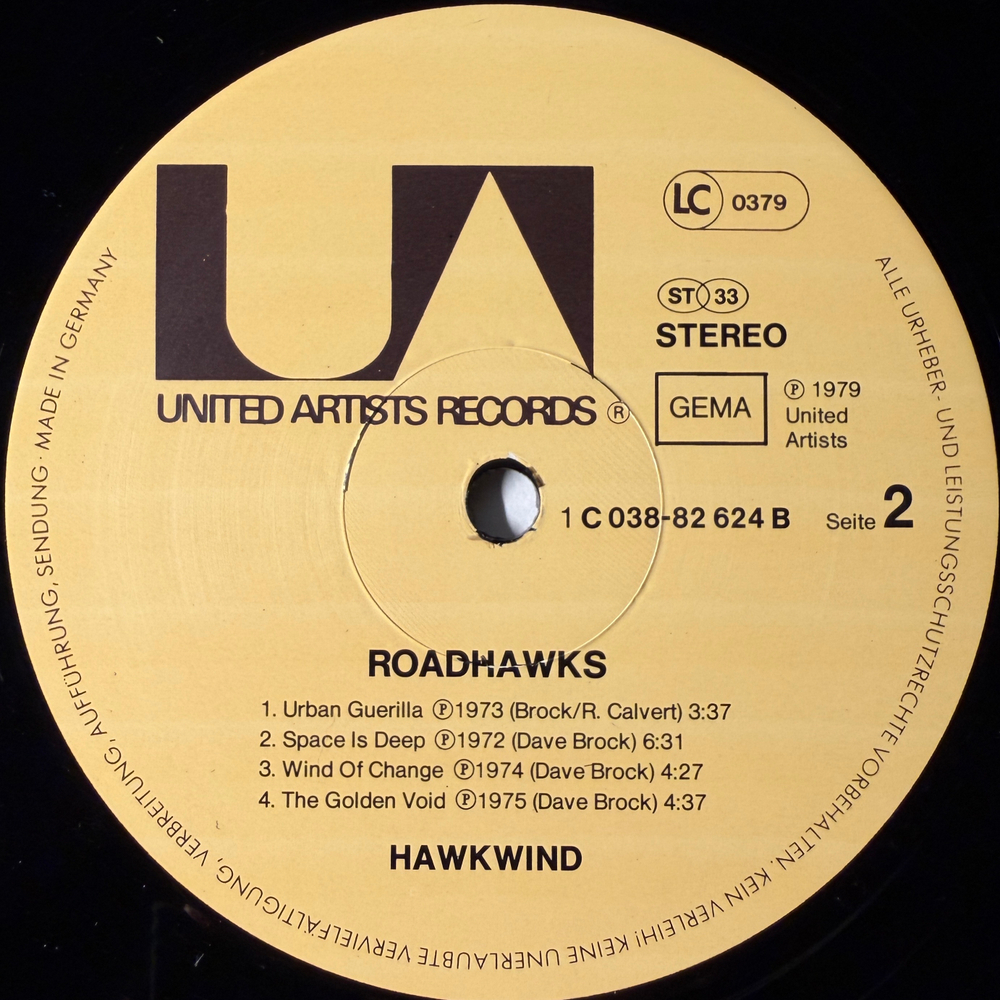 UA
UNITED ARTISTS RECORDS ®
LC 0379
ST 33
STEREO
GEMA
℗ 1979
United
Artists
1 C 038-82 624 B
Seite 2
ROADHAWKS
1. Urban Guerilla ℗1973 (Brock/R. Calvert) 3:37
2. Space Is Deep ℗1972 (Dave Brock) 6:31
3. Wind Of Change ℗1974 (Dave Brock) 4:27
4. The Golden Void ℗1975 (Dave Brock) 4:37
HAWKWIND
ALLE URHEBER- UND LEISTUNGSSCHUTZRECHTE VORBEHALTEN. KEIN VERLEIH! KEINE UNERLAUBTE VERVIELFÄLTIGUNG, VERBREITUNG, AUFFÜHRUNG, SENDUNG · MADE IN GERMANY